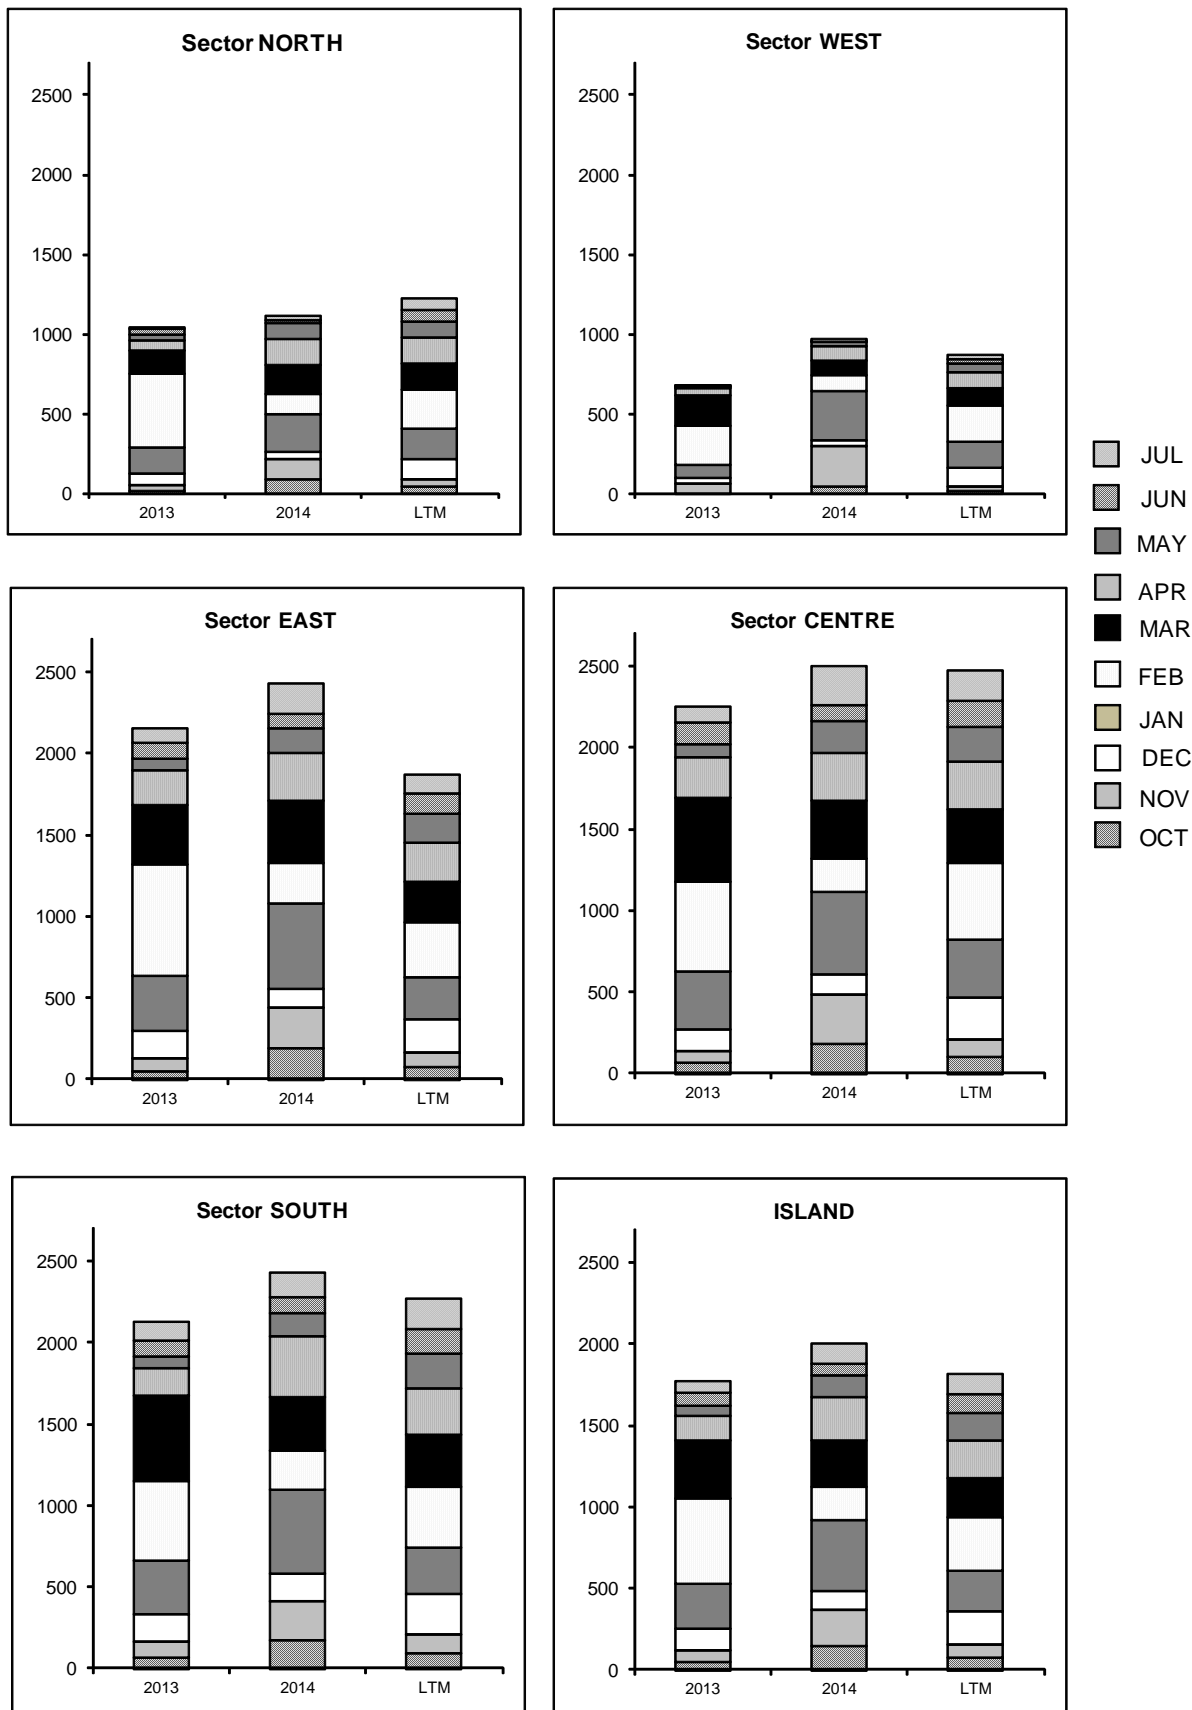 Sector NORTH
2500
2000
1500
1000
500
0
2013 2014 LTM
Sector WEST
2500
2000
1500
1000
500
0
2013 2014 LTM
JUL
JUN
MAY
APR
MAR
FEB
JAN
DEC
NOV
OCT
Sector EAST
2500
2000
1500
1000
500
0
2013 2014 LTM
Sector CENTRE
2500
2000
1500
1000
500
0
2013 2014 LTM
Sector SOUTH
2500
2000
1500
1000
500
0
2013 2014 LTM
ISLAND
2500
2000
1500
1000
500
0
2013 2014 LTM